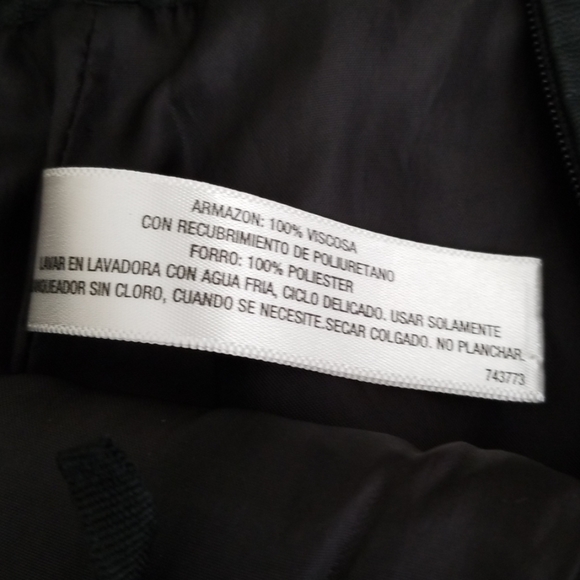 ARMAZON: 100% VISCOSA
CON RECUBRIMIENTO DE POLIURETANO
FORRO: 100% POLIESTER
LAVAR EN LAVADORA CON AGUA FRIA, CICLO DELICADO. USAR SOLAMENTE
SIN CLORO, CUANDO SE NECESITE.SECAR COLGADO. NO PLANCHAR.
743773